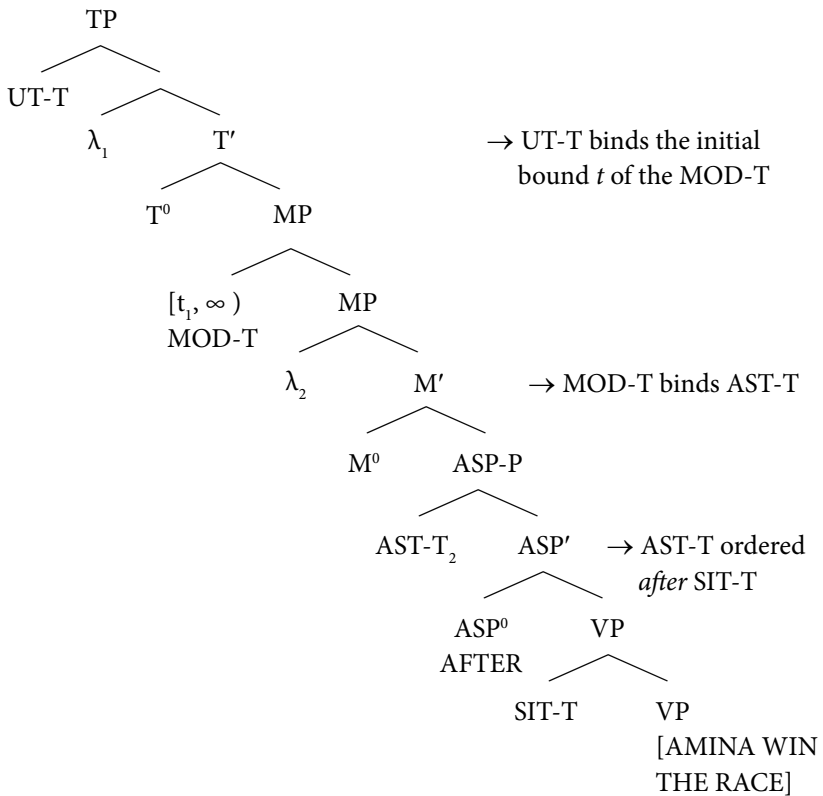 TP
UT-T
λ₁ T′ → UT-T binds the initial
bound t of the MOD-T
T⁰ MP
[t₁, ∞ ) MP
MOD-T
λ₂ M′ → MOD-T binds AST-T
M⁰ ASP-P
AST-T₂ ASP′ → AST-T ordered
after SIT-T
ASP⁰ VP
AFTER
SIT-T VP
[AMINA WIN
THE RACE]